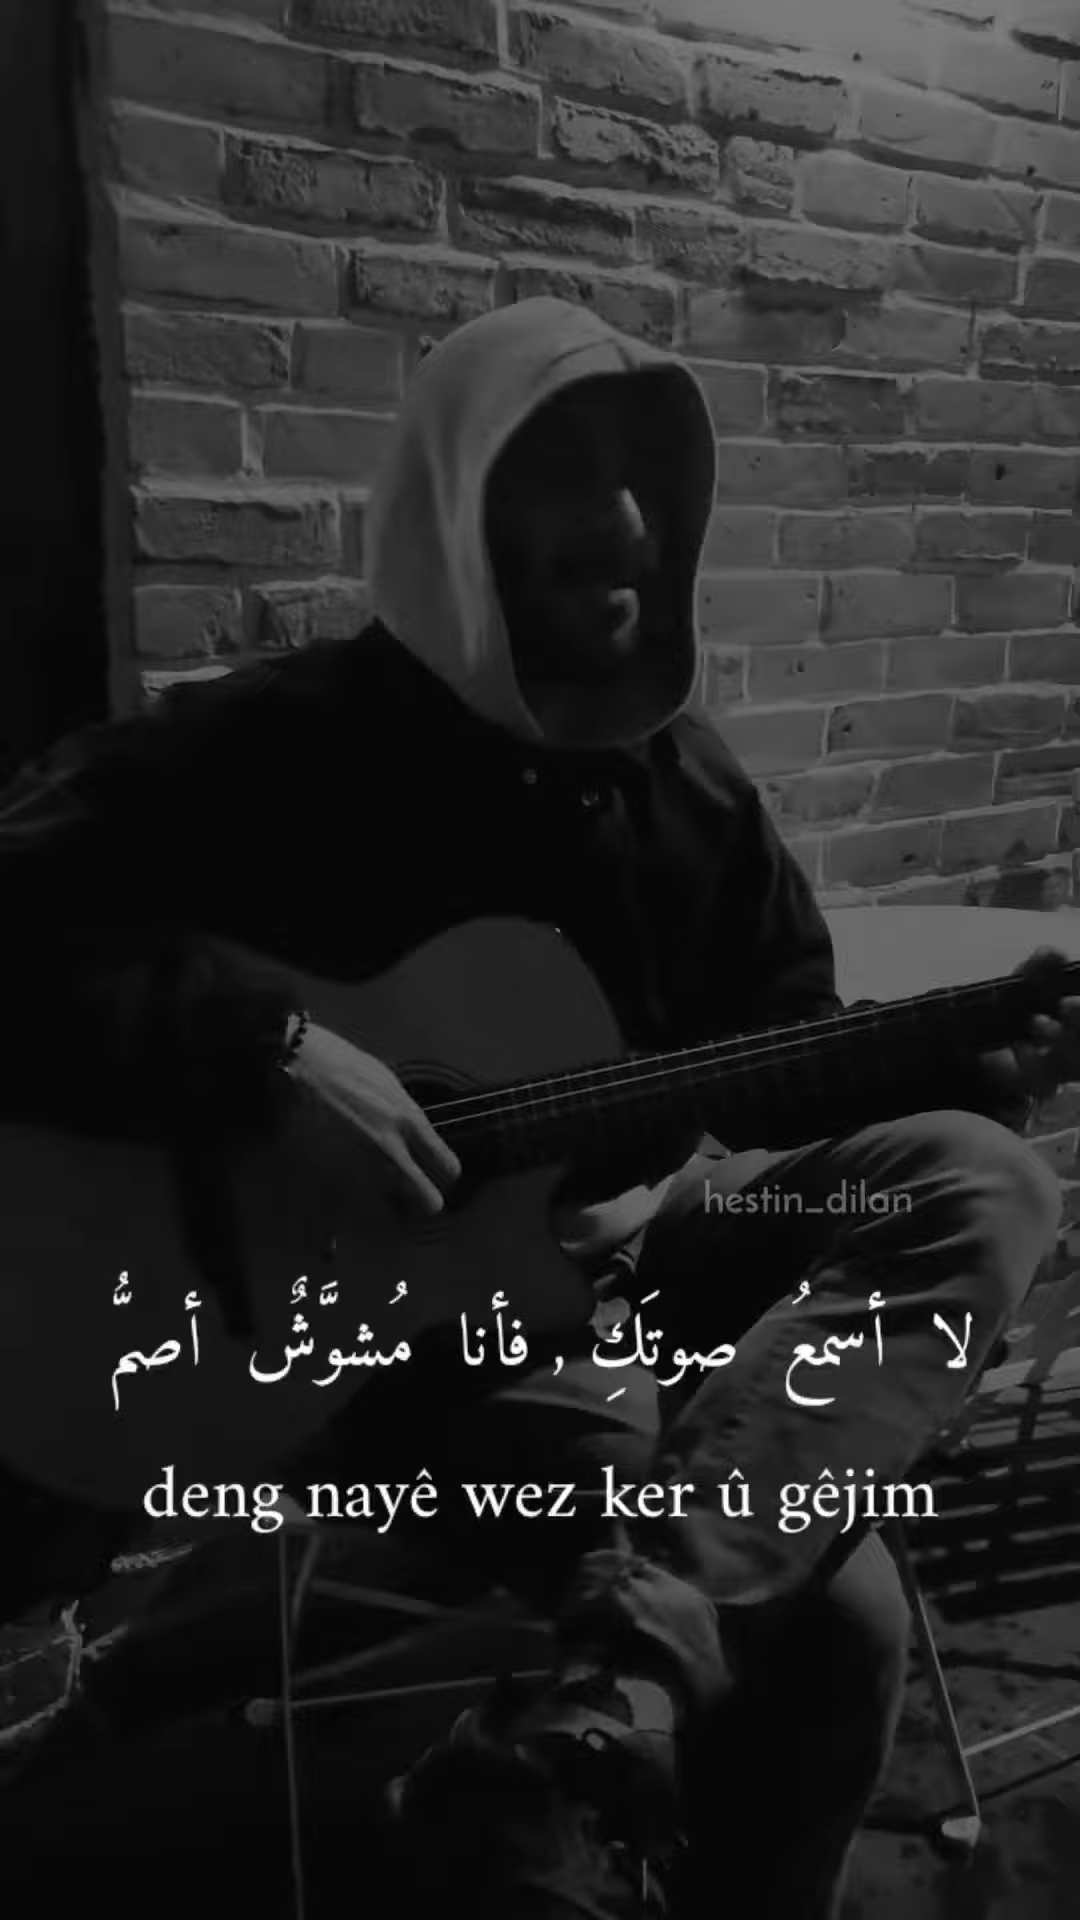 hestin_dilan
لا أسمعُ صوتَكِ , فأنا مُشوَّشٌ أصمُّ
deng nayê wez ker û gêjim